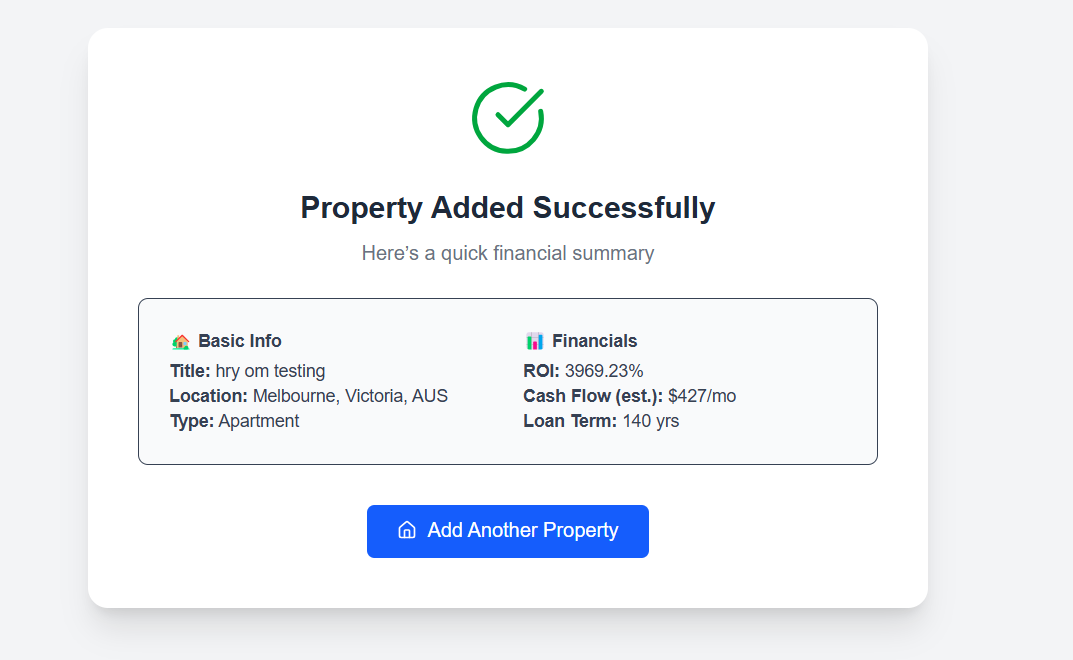 Property Added Successfully
Here’s a quick financial summary
Basic Info
Title: hry om testing
Location: Melbourne, Victoria, AUS
Type: Apartment
Financials
ROI: 3969.23%
Cash Flow (est.): $427/mo
Loan Term: 140 yrs
Add Another Property